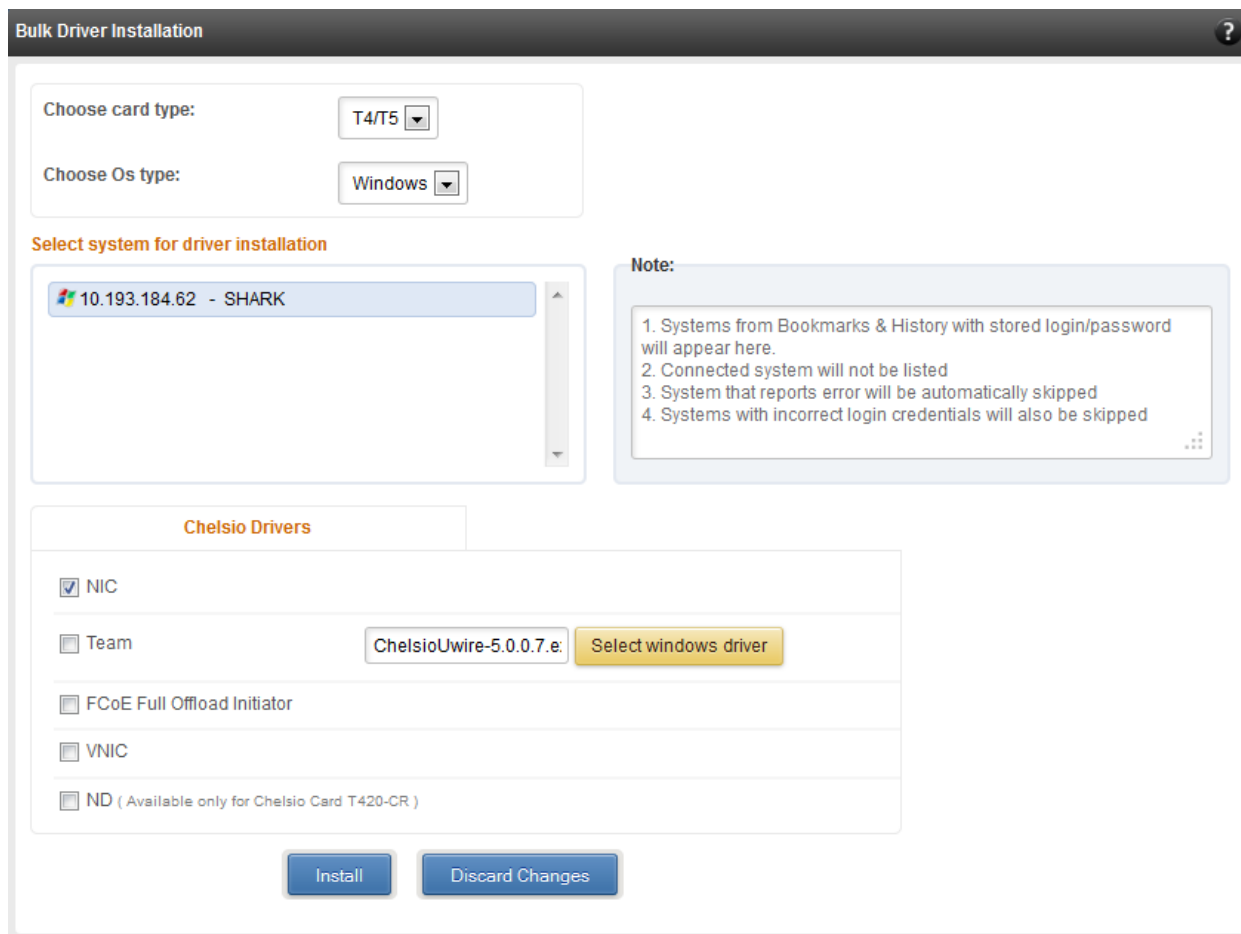 Bulk Driver Installation
?
Choose card type:
T4/T5
Choose Os type:
Windows
Select system for driver installation
10.193.184.62 - SHARK
Note:
1. Systems from Bookmarks & History with stored login/password
will appear here.
2. Connected system will not be listed
3. System that reports error will be automatically skipped
4. Systems with incorrect login credentials will also be skipped
Chelsio Drivers
NIC
Team
ChelsioUwire-5.0.0.7.e
Select windows driver
FCoE Full Offload Initiator
VNIC
ND ( Available only for Chelsio Card T420-CR )
Install
Discard Changes